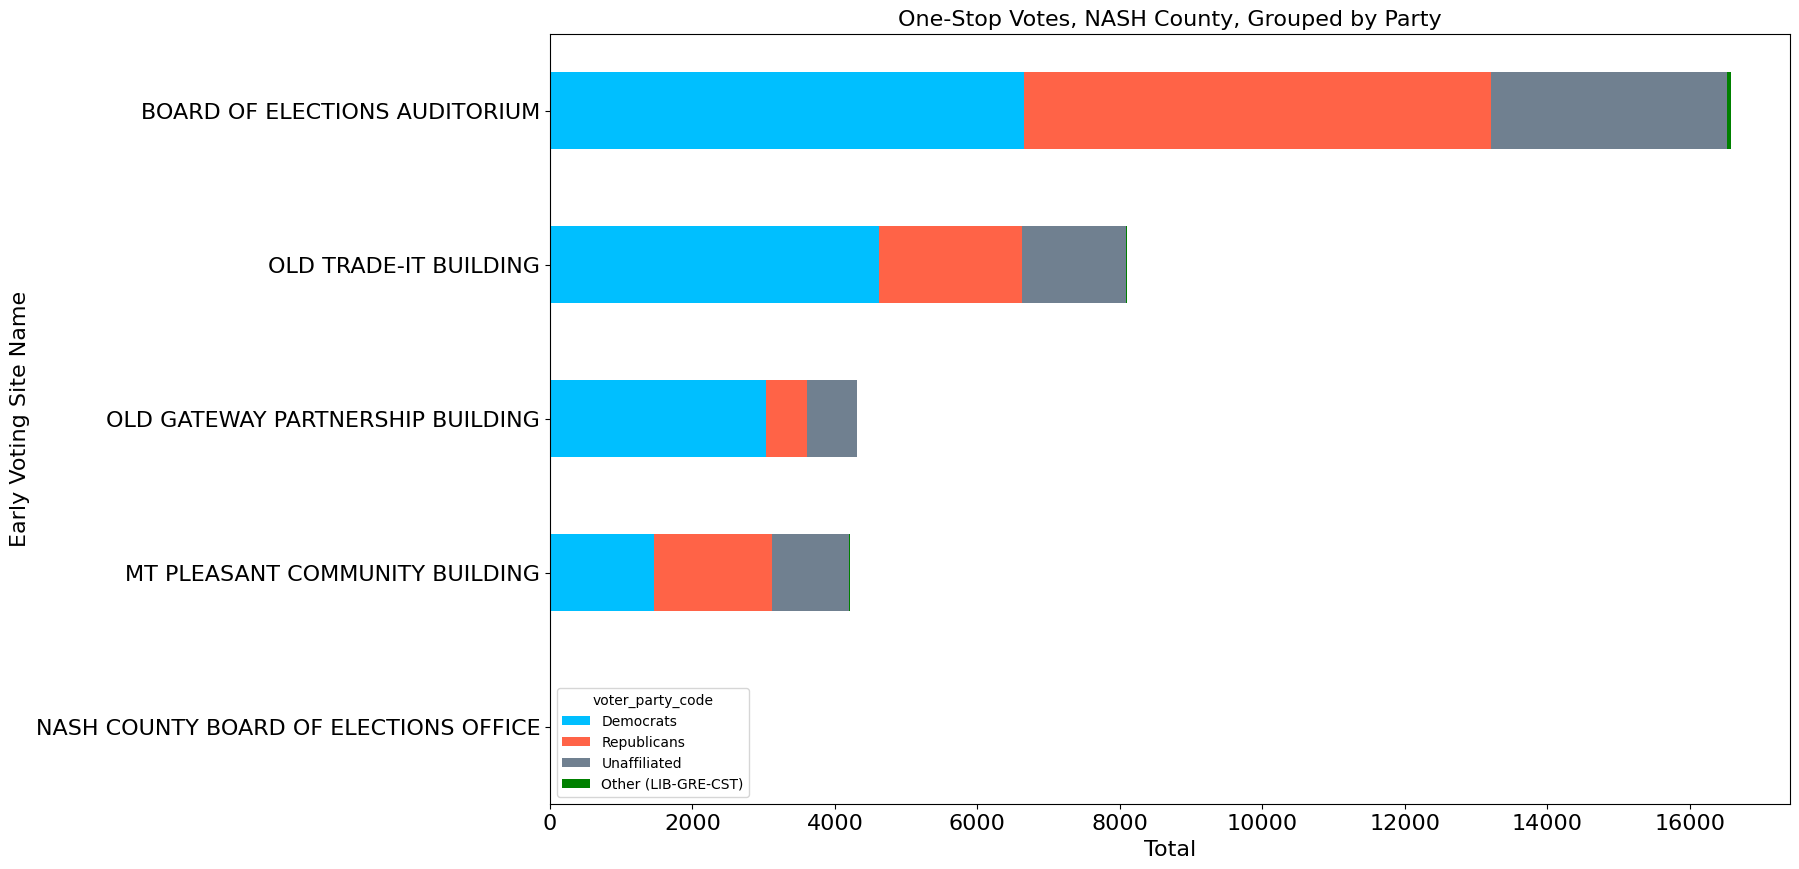 One-Stop Votes, NASH County, Grouped by Party
Early Voting Site Name
BOARD OF ELECTIONS AUDITORIUM
OLD TRADE-IT BUILDING
OLD GATEWAY PARTNERSHIP BUILDING
MT PLEASANT COMMUNITY BUILDING
NASH COUNTY BOARD OF ELECTIONS OFFICE
voter_party_code
Democrats
Republicans
Unaffiliated
Other (LIB-GRE-CST)
0 2000 4000 6000 8000 10000 12000 14000 16000
Total